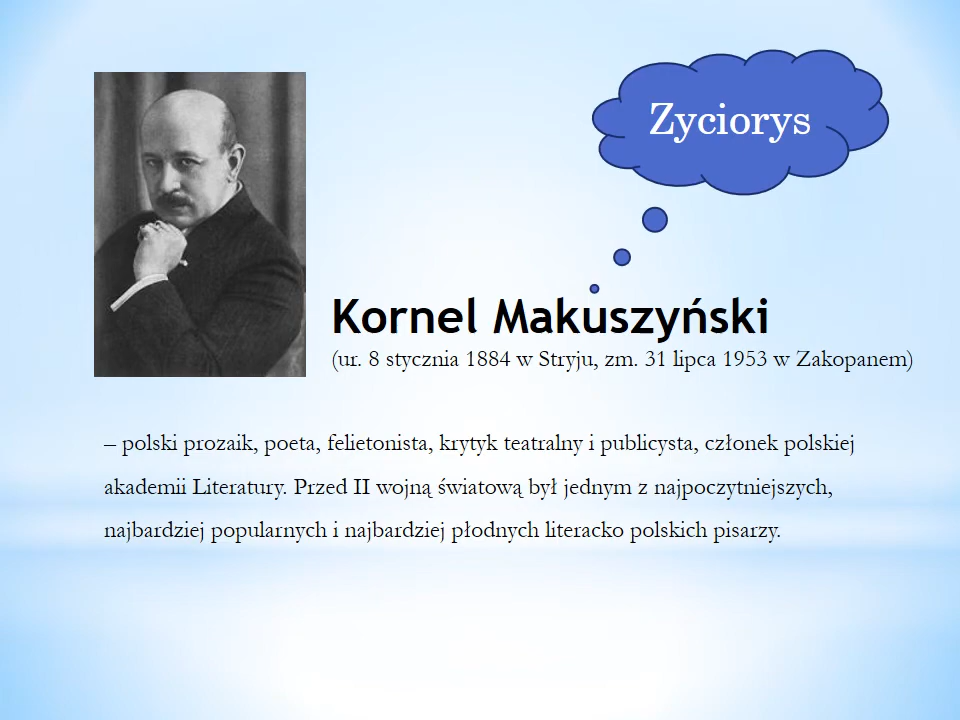 Zyciorys
Kornel Makuszyński
(ur. 8 stycznia 1884 w Stryju, zm. 31 lipca 1953 w Zakopanem)
– polski prozaik, poeta, felietonista, krytyk teatralny i publicysta, członek polskiej
akademii Literatury. Przed II wojną światową był jednym z najpoczytniejszych,
najbardziej popularnych i najbardziej płodnych literacko polskich pisarzy.